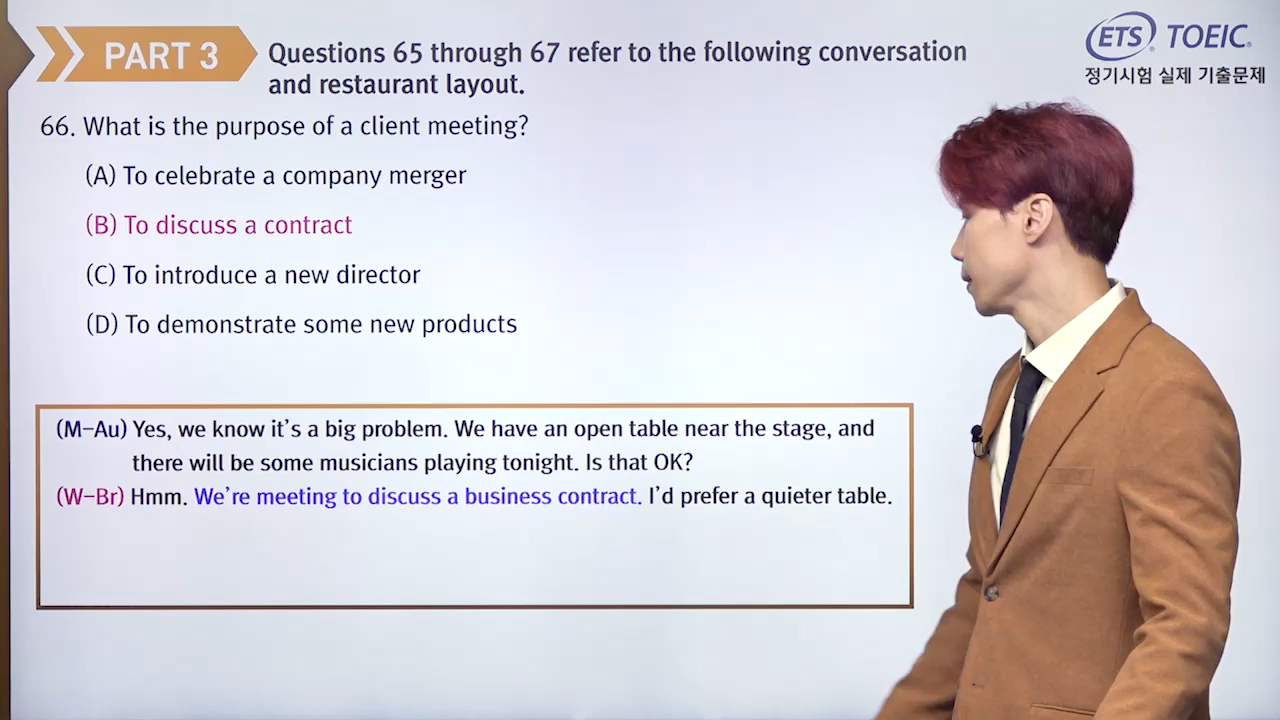 PART 3
Questions 65 through 67 refer to the following conversation
and restaurant layout.
ETS® TOEIC®
정기시험 실제 기출문제
66. What is the purpose of a client meeting?
(A) To celebrate a company merger
(B) To discuss a contract
(C) To introduce a new director
(D) To demonstrate some new products
(M–Au) Yes, we know it's a big problem. We have an open table near the stage, and
there will be some musicians playing tonight. Is that OK?
(W–Br) Hmm. We're meeting to discuss a business contract. I'd prefer a quieter table.